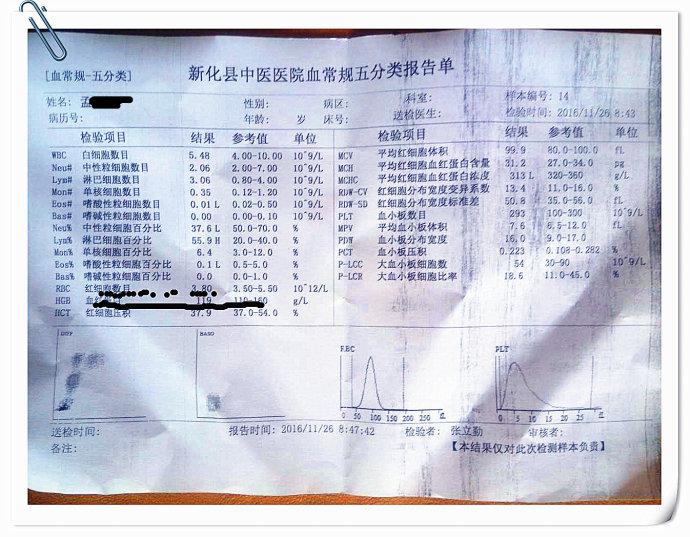 新化县中医医院血常规五分类报告单
[血常规-五分类]
姓名: 孟 性别: 病区: 科室: 样本编号: 14
病历号: 年龄: 岁 床号: 送检医生: 检验时间: 2016/11/26 8:43
检验项目 结果 参考值 单位 检验项目 结果 参考值 单位
WBC 白细胞数目 5.48 4.00-10.00 10^9/L MCV 平均红细胞体积 99.9 80.0-100.0 fL
Neu# 中性粒细胞数目 2.06 2.00-7.00 10^9/L MCH 平均红细胞血红蛋白含量 31.2 27.0-34.0 pg
Lym# 淋巴细胞数目 3.06 0.80-4.00 10^9/L MCHC 平均红细胞血红蛋白浓度 313 L 320-360 g/L
Mon# 单核细胞数目 0.35 0.12-1.20 10^9/L RDW-CV 红细胞分布宽度变异系数 13.4 11.0-16.0 %
Eos# 嗜酸性粒细胞数目 0.01 L 0.02-0.50 10^9/L RDW-SD 红细胞分布宽度标准差 50.8 35.0-56.0 fL
Bas# 嗜碱性粒细胞数目 0.00 0.00-0.10 10^9/L PLT 血小板数目 293 100-300 10^9/L
Neu% 中性粒细胞百分比 37.6 L 50.0-70.0 % MPV 平均血小板体积 7.6 6.5-12.0 fL
Lym% 淋巴细胞百分比 55.9 H 20.0-40.0 % PDW 血小板分布宽度 16.0 9.0-17.0
Mon% 单核细胞百分比 6.4 3.0-12.0 % PCT 血小板压积 0.223 0.108-0.282 %
Eos% 嗜酸性粒细胞百分比 0.1 L 0.5-5.0 % P-LCC 大血小板细胞数 54 30-90 10^9/L
Bas% 嗜碱性粒细胞百分比 0.0 0.0-1.0 % P-LCR 大血小板细胞比率 18.6 11.0-45.0 %
RBC 红细胞数目 3.80 3.50-5.50 10^12/L
HGB 119 110-160 g/L
HCT 红细胞压积 37.9 37.0-54.0 %
DIFF BASO RBC PLT
0 50 100 150 200 250 fL 0 5 10 15 20 25 fL
送检时间: 报告时间: 2016/11/26 8:47:42 检验者: 张立勤 审核者:
备注: 【本结果仅对此次检测样本负责】